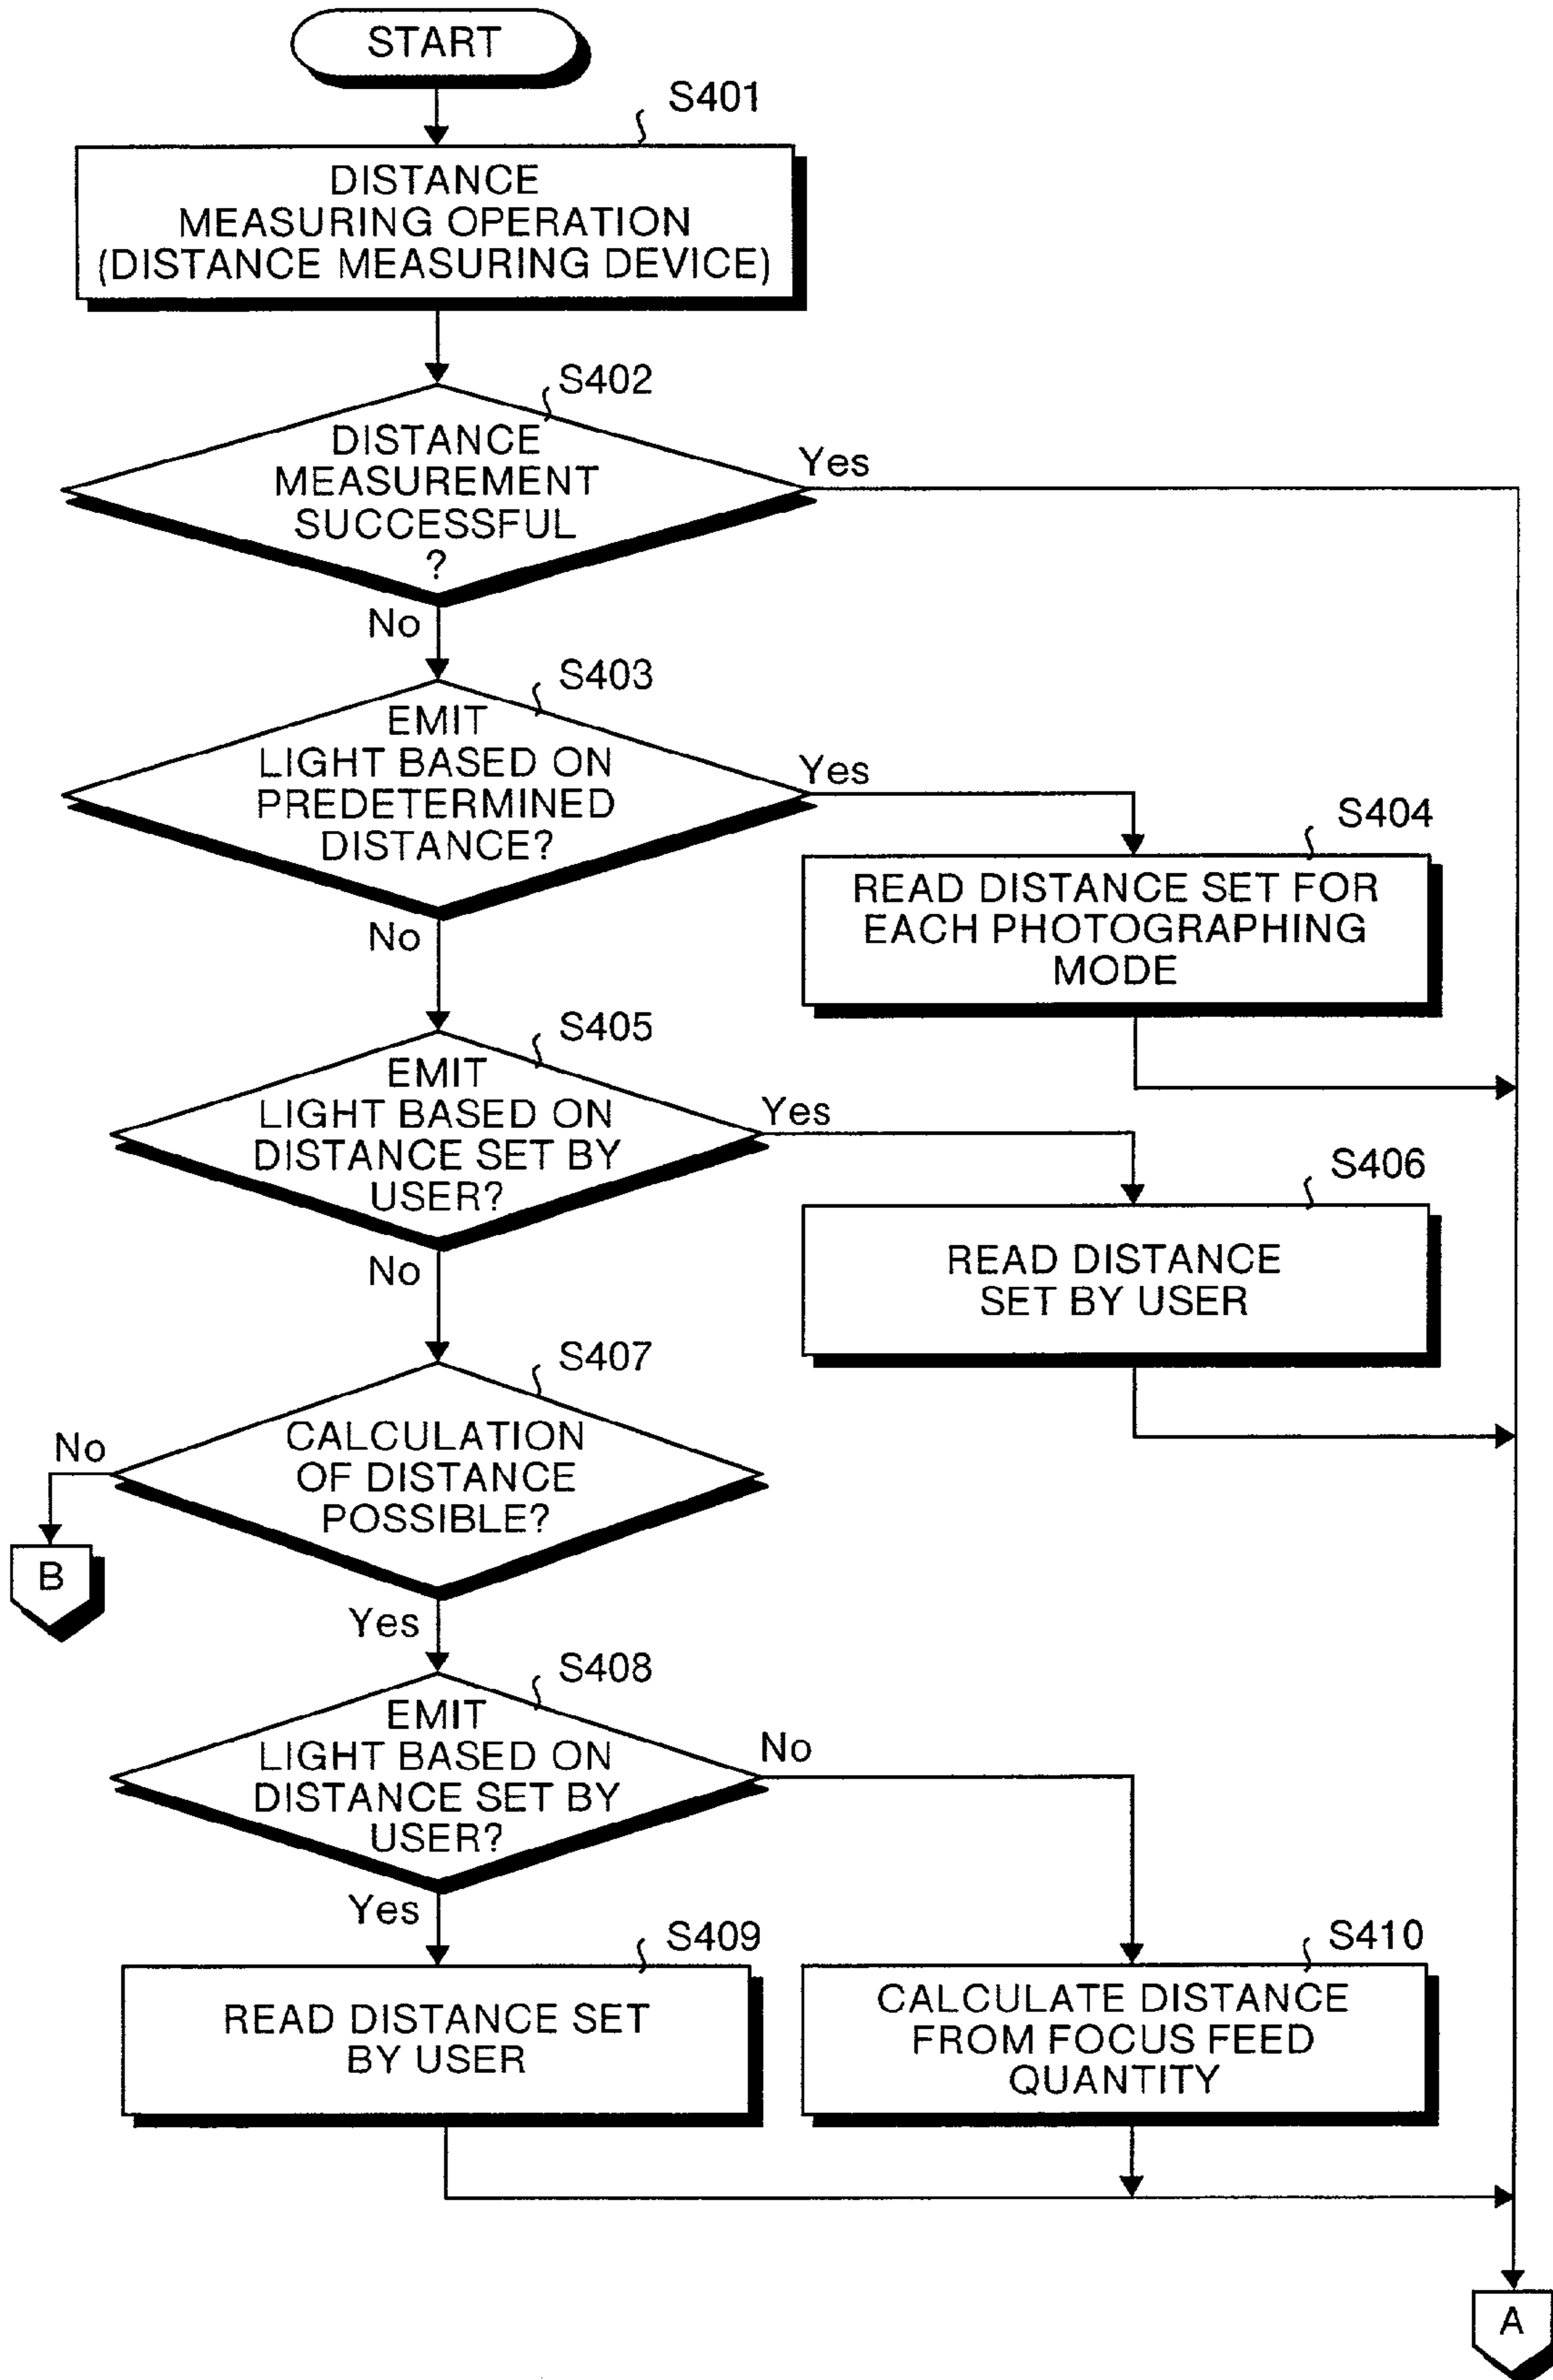 START
S401
DISTANCE
MEASURING OPERATION
(DISTANCE MEASURING DEVICE)
S402
DISTANCE
MEASUREMENT
SUCCESSFUL
?
Yes
No
S403
EMIT
LIGHT BASED ON
PREDETERMINED
DISTANCE?
Yes
No
S404
READ DISTANCE SET FOR
EACH PHOTOGRAPHING
MODE
S405
EMIT
LIGHT BASED ON
DISTANCE SET BY
USER?
Yes
No
S406
READ DISTANCE
SET BY USER
S407
CALCULATION
OF DISTANCE
POSSIBLE?
No
B
Yes
S408
EMIT
LIGHT BASED ON
DISTANCE SET BY
USER?
No
Yes
S409
READ DISTANCE SET
BY USER
S410
CALCULATE DISTANCE
FROM FOCUS FEED
QUANTITY
A